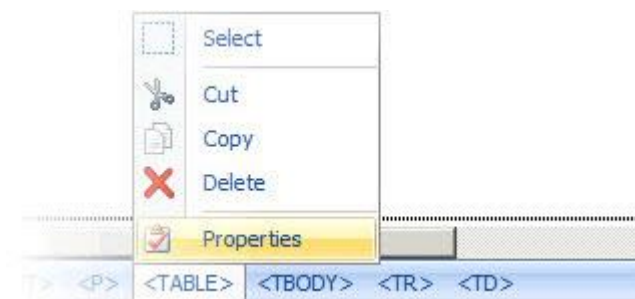 Select
Cut
Copy
Delete
Properties
<P> <TABLE> <TBODY> <TR> <TD>